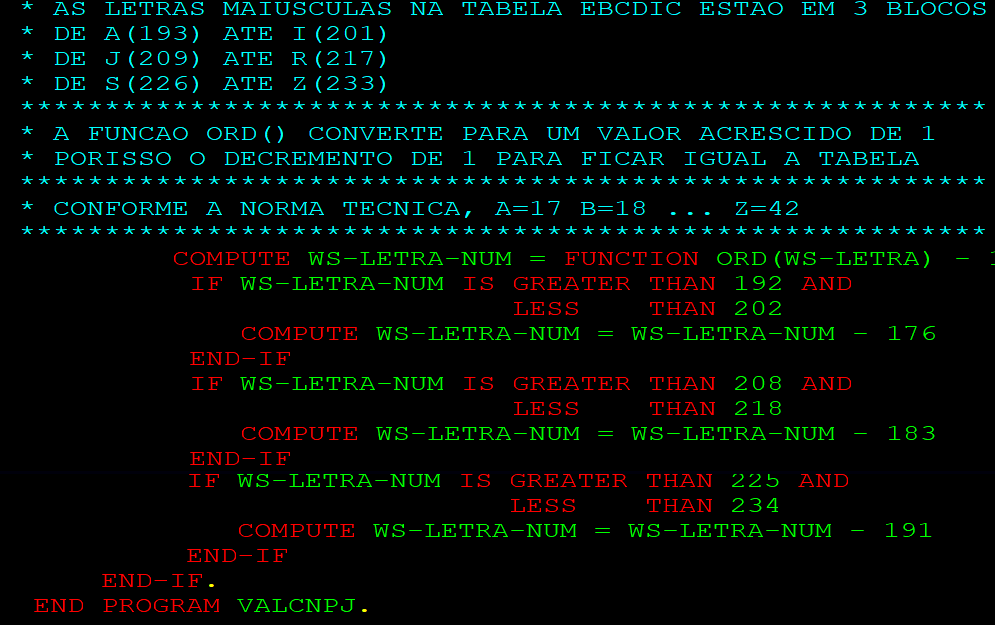 * AS LETRAS MAIUSCULAS NA TABELA EBCDIC ESTAO EM 3 BLOCOS
* DE A(193) ATE I(201)
* DE J(209) ATE R(217)
* DE S(226) ATE Z(233)
*********************************************************
* A FUNCAO ORD() CONVERTE PARA UM VALOR ACRESCIDO DE 1
* PORISSO O DECREMENTO DE 1 PARA FICAR IGUAL A TABELA
*********************************************************
* CONFORME A NORMA TECNICA, A=17 B=18 ... Z=42
*********************************************************
COMPUTE WS-LETRA-NUM = FUNCTION ORD(WS-LETRA) - 1
IF WS-LETRA-NUM IS GREATER THAN 192 AND
LESS THAN 202
COMPUTE WS-LETRA-NUM = WS-LETRA-NUM - 176
END-IF
IF WS-LETRA-NUM IS GREATER THAN 208 AND
LESS THAN 218
COMPUTE WS-LETRA-NUM = WS-LETRA-NUM - 183
END-IF
IF WS-LETRA-NUM IS GREATER THAN 225 AND
LESS THAN 234
COMPUTE WS-LETRA-NUM = WS-LETRA-NUM - 191
END-IF
END-IF.
END PROGRAM VALCNPJ.